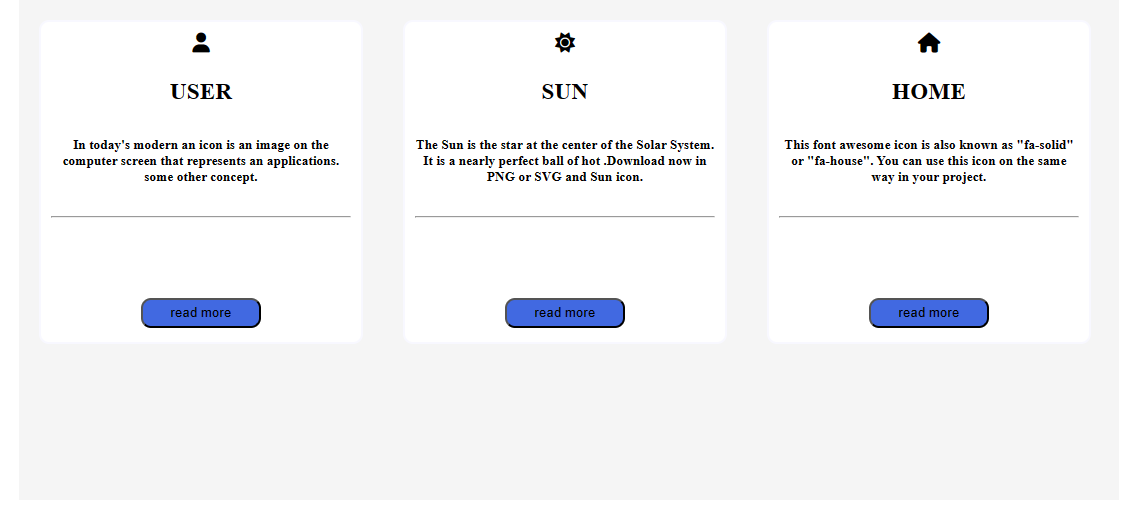 USER
In today's modern an icon is an image on the
computer screen that represents an applications.
some other concept.
read more
SUN
The Sun is the star at the center of the Solar System.
It is a nearly perfect ball of hot .Download now in
PNG or SVG and Sun icon.
read more
HOME
This font awesome icon is also known as "fa-solid"
or "fa-house". You can use this icon on the same
way in your project.
read more